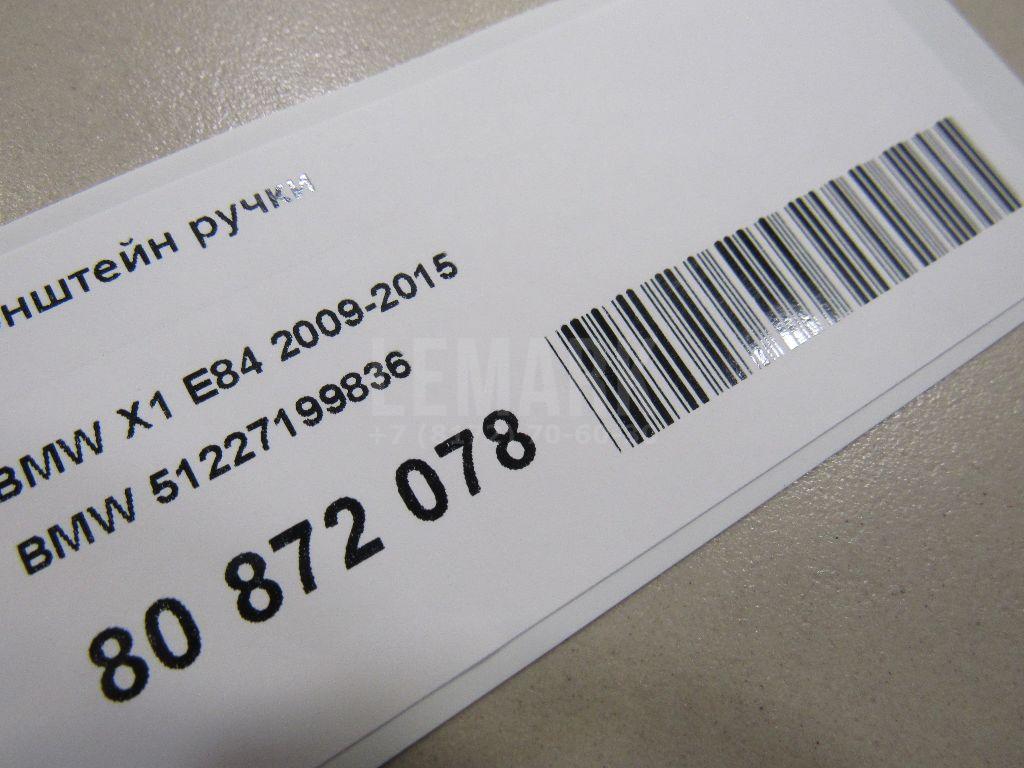 нштейн ручки
BMW X1 E84 2009-2015
BMW 51227199836
80 872 078